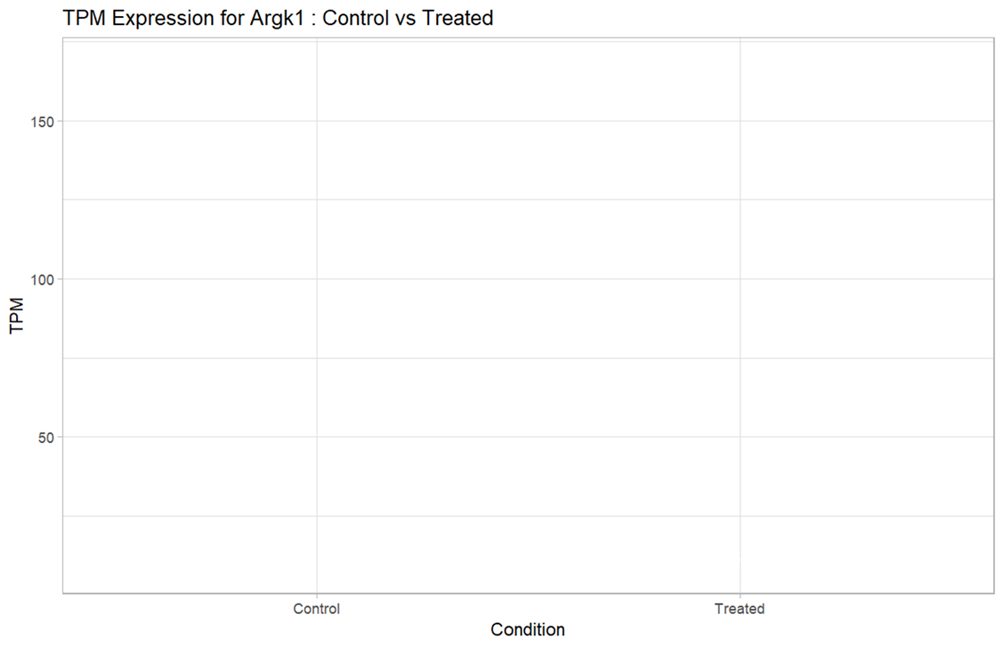 TPM Expression for Argk1 : Control vs Treated
150
100
50
TPM
Control
Treated
Condition